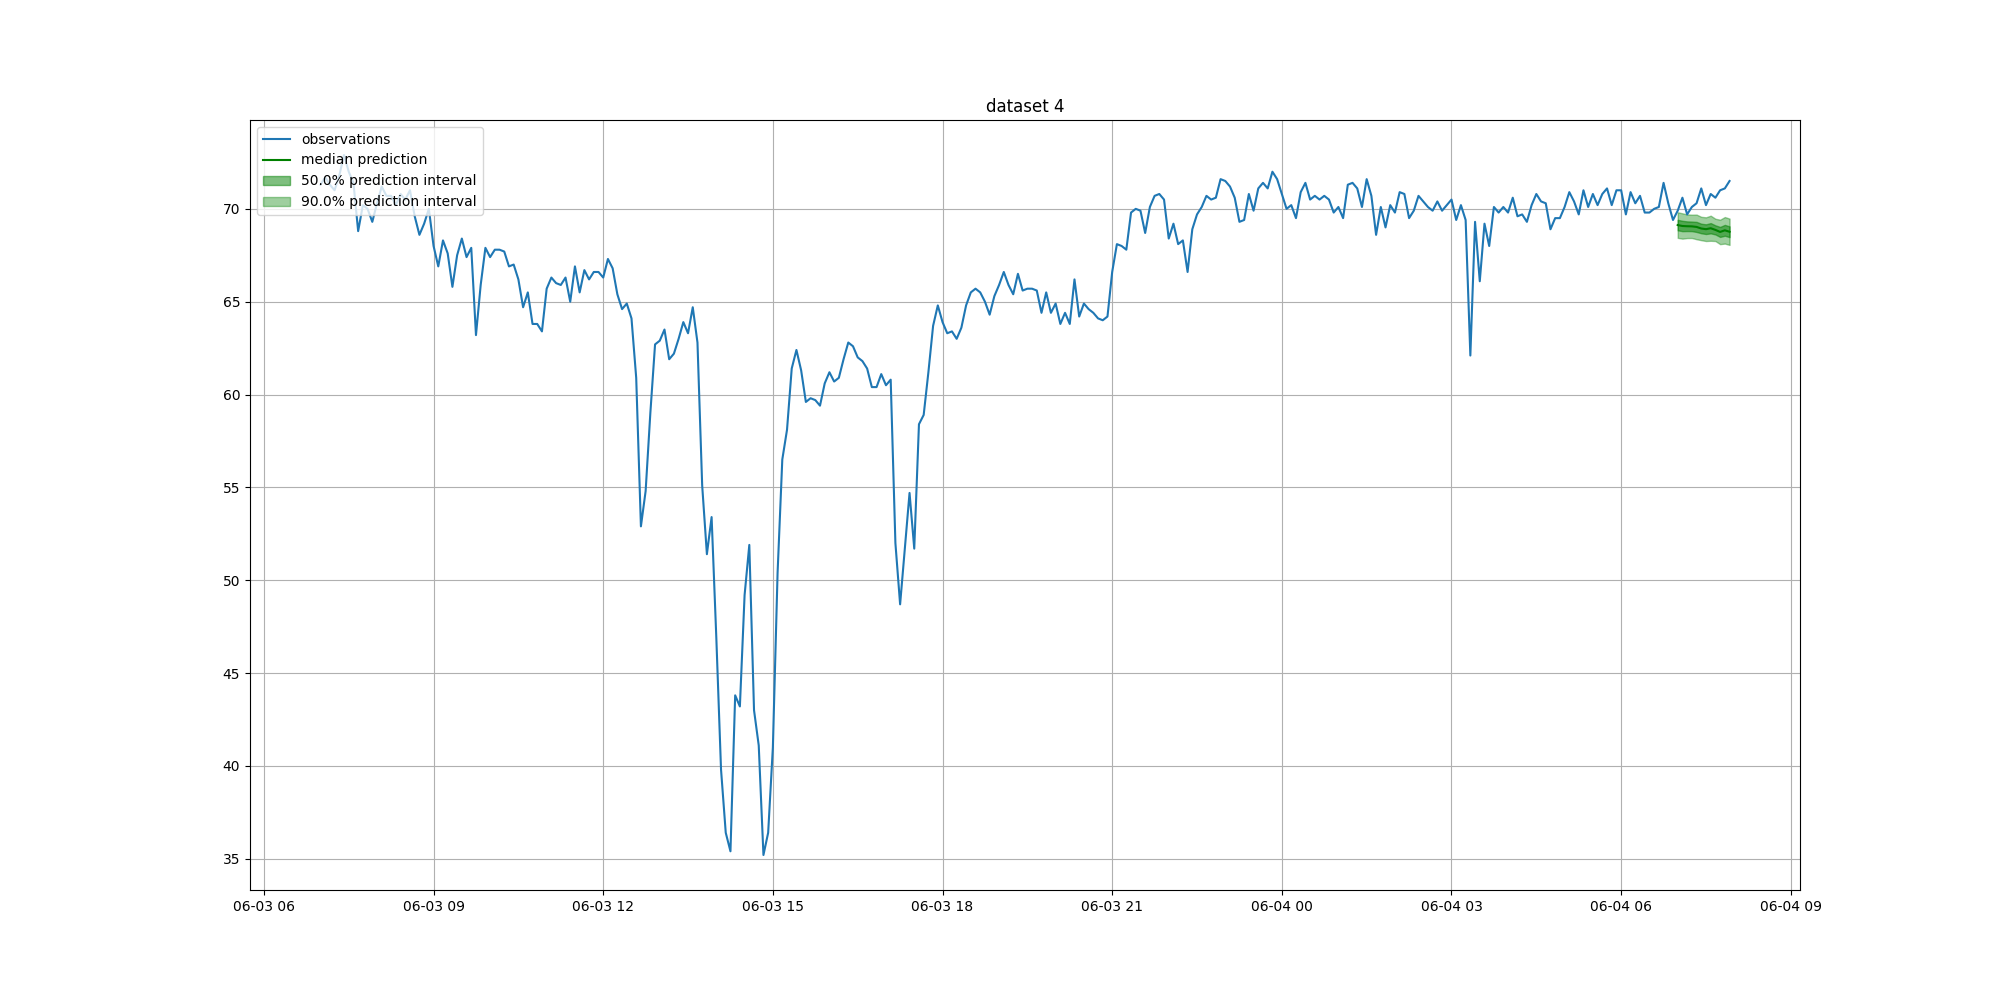 dataset 4
observations
median prediction
50.0% prediction interval
90.0% prediction interval
70
65
60
55
50
45
40
35
06-03 06 06-03 09 06-03 12 06-03 15 06-03 18 06-03 21 06-04 00 06-04 03 06-04 06 06-04 09